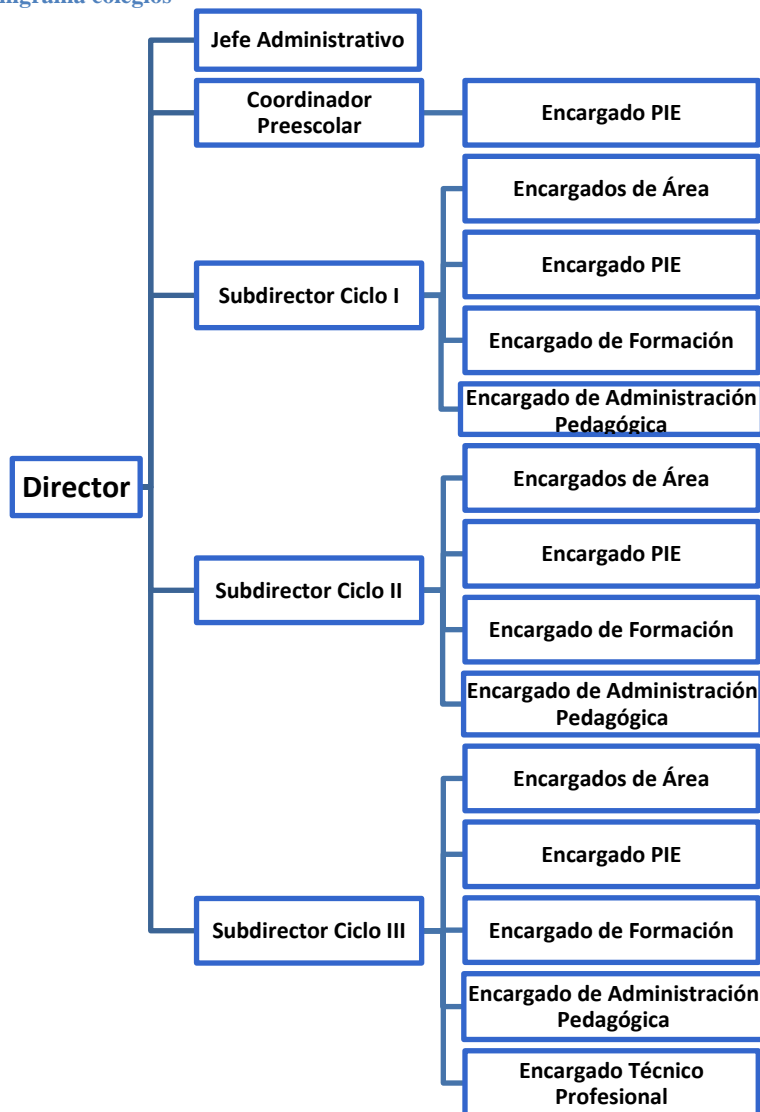 colegios
Jefe Administrativo
Coordinador
Preescolar
Encargado PIE
Encargados de Área
Encargado PIE
Subdirector Ciclo I
Encargado de Formación
Encargado de Administración
Pedagógica
Director
Encargados de Área
Encargado PIE
Subdirector Ciclo II
Encargado de Formación
Encargado de Administración
Pedagógica
Encargados de Área
Encargado PIE
Subdirector Ciclo III
Encargado de Formación
Encargado de Administración
Pedagógica
Encargado Técnico
Profesional